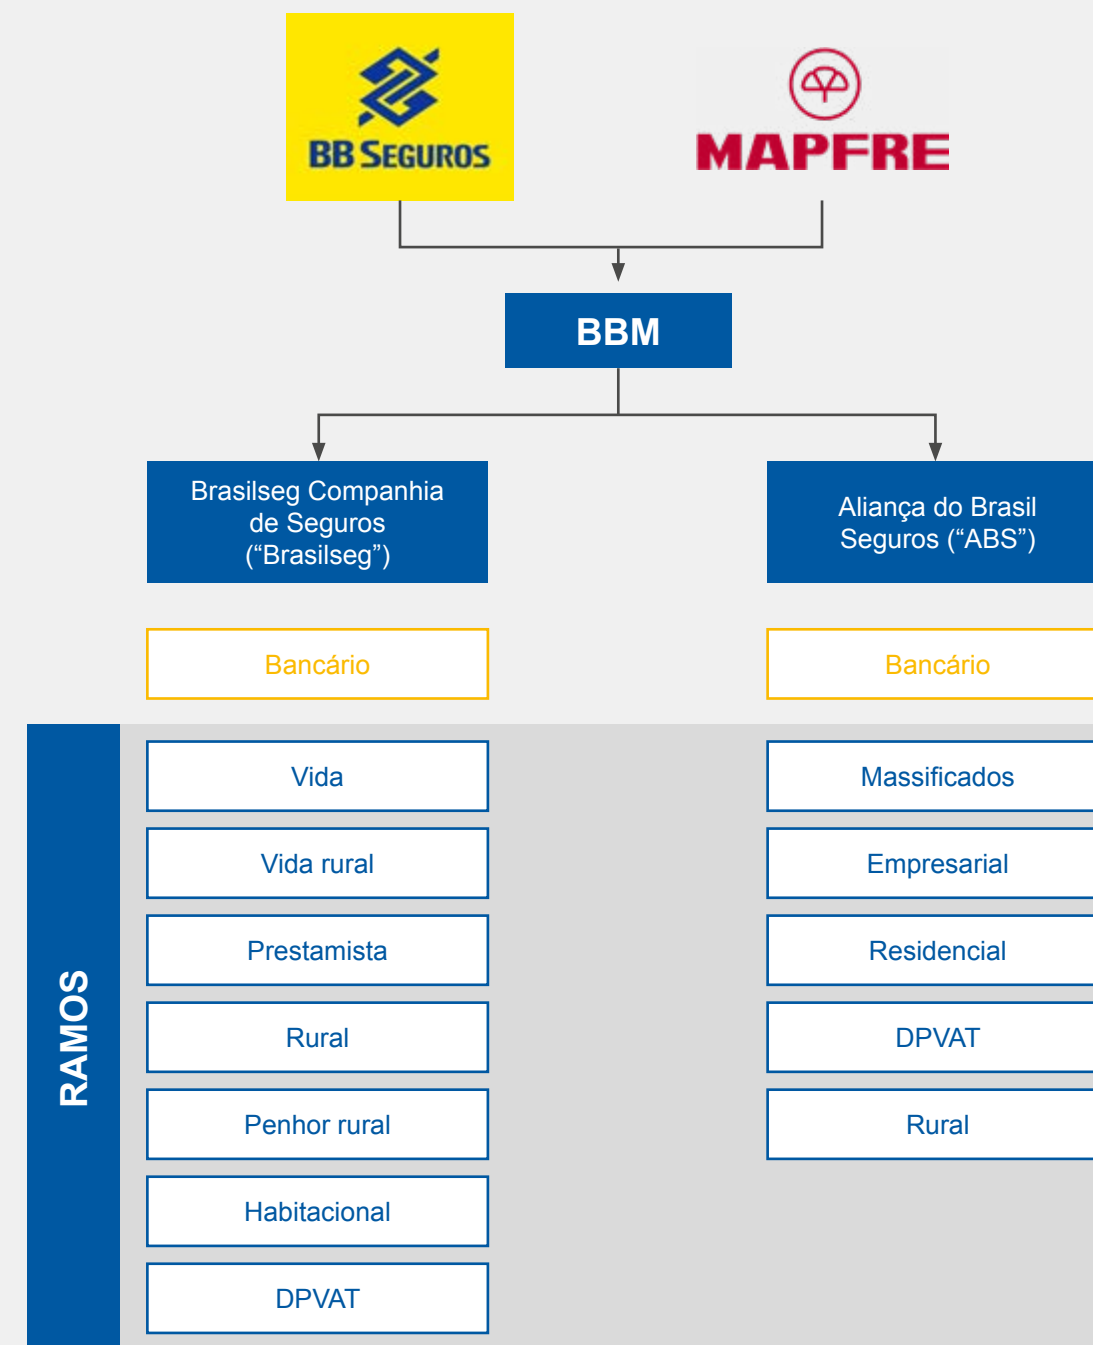 BB SEGUROS
MAPFRE
BBM
Brasilseg Companhia
de Seguros
(“Brasilseg”)
Aliança do Brasil
Seguros (“ABS”)
Bancário
Bancário
RAMOS
Vida
Vida rural
Prestamista
Rural
Penhor rural
Habitacional
DPVAT
Massificados
Empresarial
Residencial
DPVAT
Rural